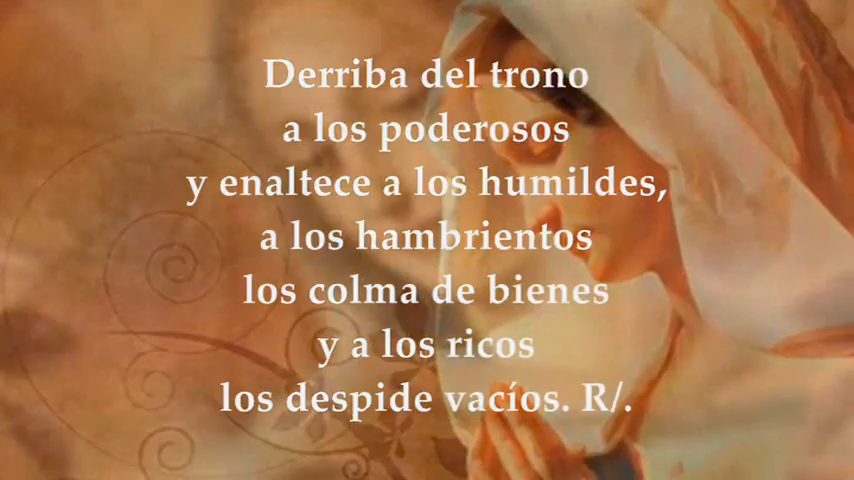 Derriba del trono
a los poderosos
y enaltece a los humildes,
a los hambrientos
los colma de bienes
y a los ricos
los despide vacíos. R/.